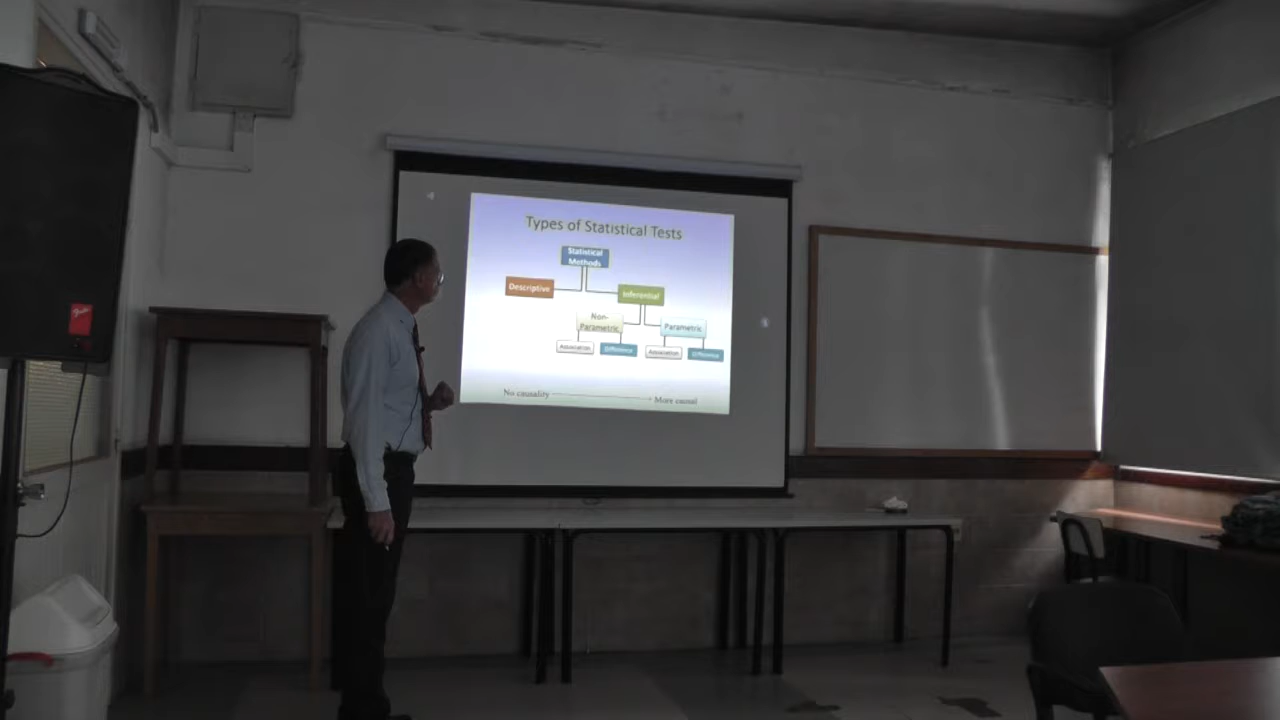 Types of Statistical Tests
Statistical
Methods
Descriptive
Inferential
Non-
Parametric
Parametric
Association
Difference
Association
Difference
No causality
More causal
Fender